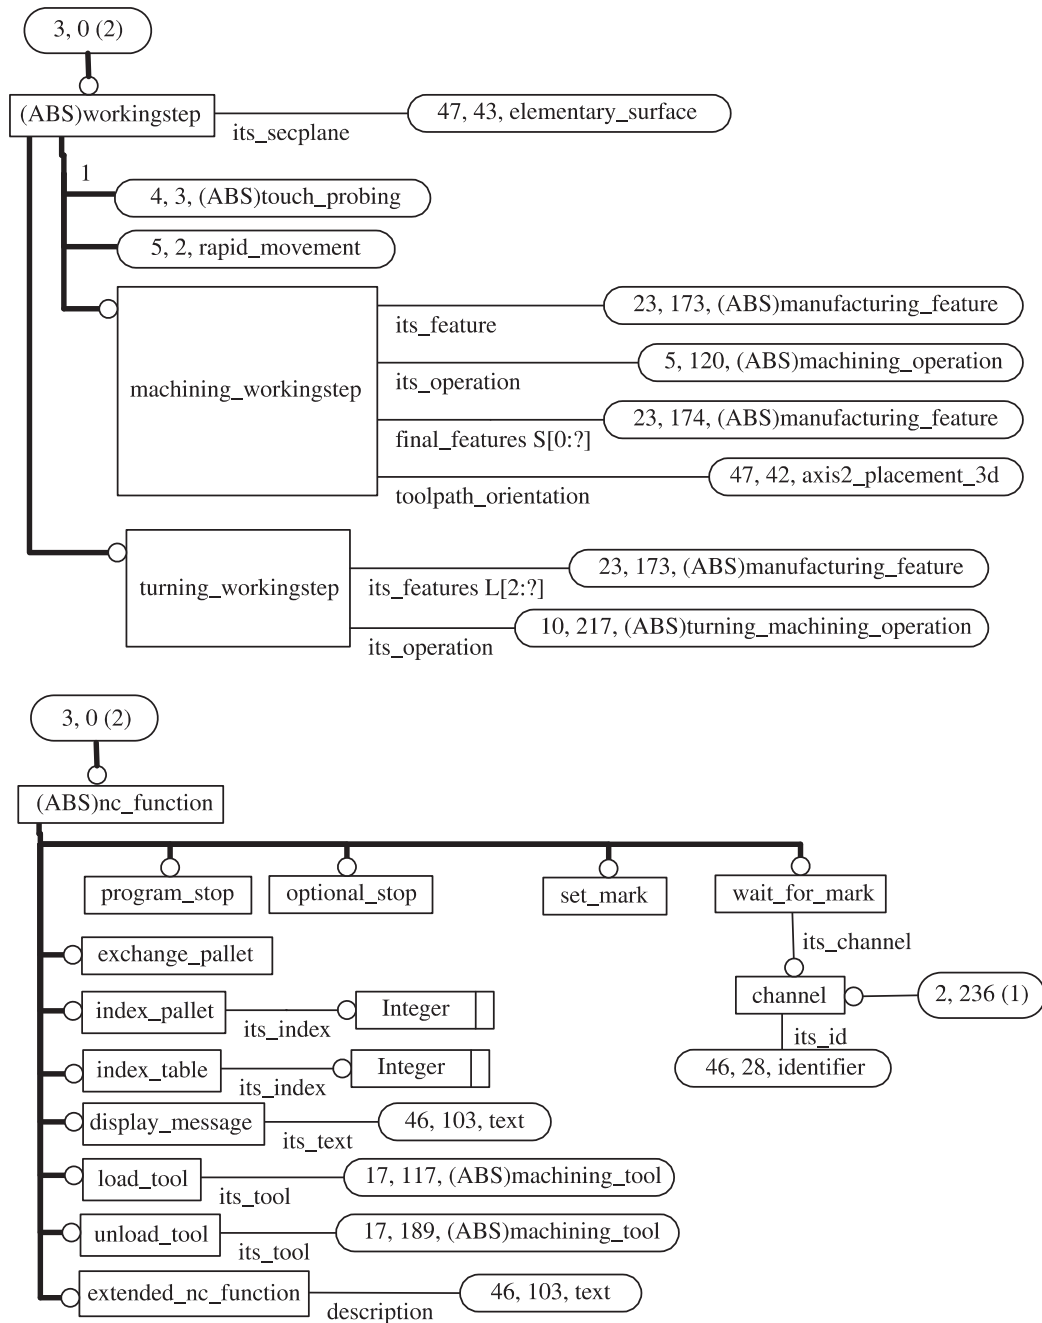 3, 0 (2)
(ABS)workingstep
47, 43, elementary_surface
its_secplane
1
4, 3, (ABS)touch_probing
5, 2, rapid_movement
23, 173, (ABS)manufacturing_feature
its_feature
5, 120, (ABS)machining_operation
its_operation
machining_workingstep
23, 174, (ABS)manufacturing_feature
final_features S[0:?]
47, 42, axis2_placement_3d
toolpath_orientation
23, 173, (ABS)manufacturing_feature
turning_workingstep
its_features L[2:?]
10, 217, (ABS)turning_machining_operation
its_operation
3, 0 (2)
(ABS)nc_function
program_stop
optional_stop
set_mark
wait_for_mark
its_channel
exchange_pallet
channel
2, 236 (1)
index_pallet
Integer
its_index
its_id
index_table
Integer
46, 28, identifier
its_index
display_message
46, 103, text
its_text
load_tool
17, 117, (ABS)machining_tool
its_tool
unload_tool
17, 189, (ABS)machining_tool
its_tool
extended_nc_function
46, 103, text
description